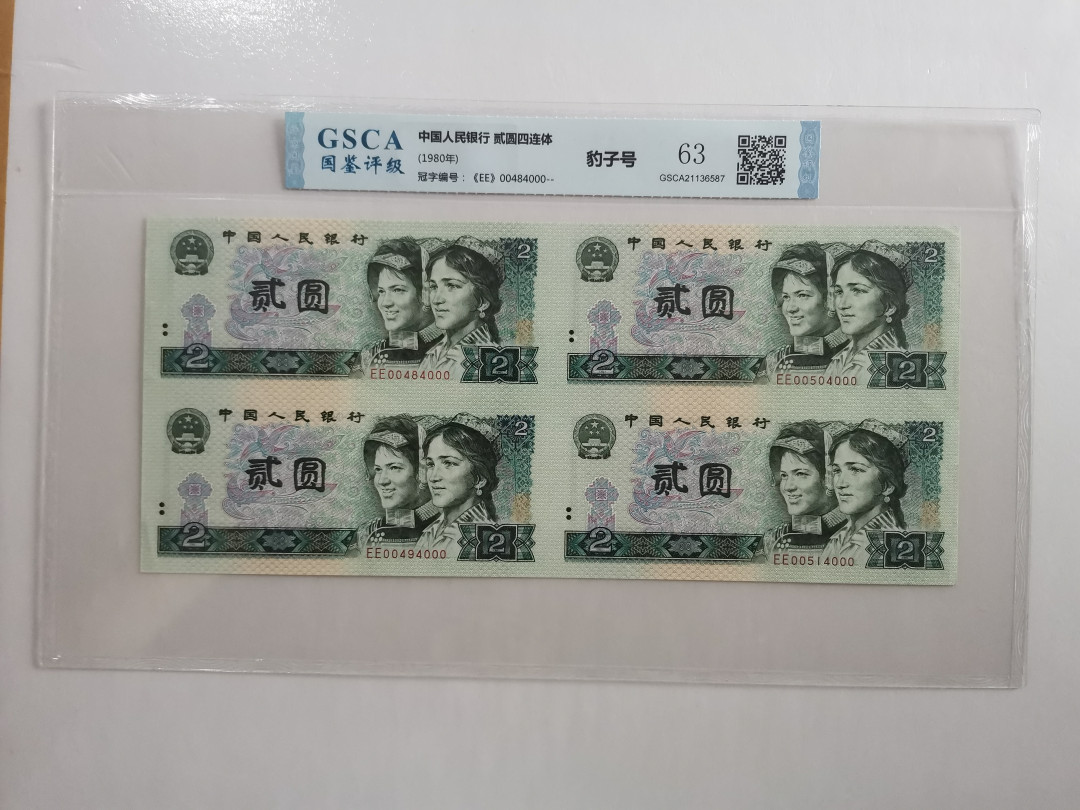 GSCA
国鉴评级
中国人民银行 贰圆四连体
(1980年)
冠字编号：《EE》00484000--
豹子号
63
GSCA21136587
中国人民银行
2
贰圆
2
EE00484000
2
中国人民银行
2
贰圆
2
EE00504000
2
中国人民银行
2
贰圆
2
EE00494000
2
中国人民银行
2
贰圆
2
EE00514000
2